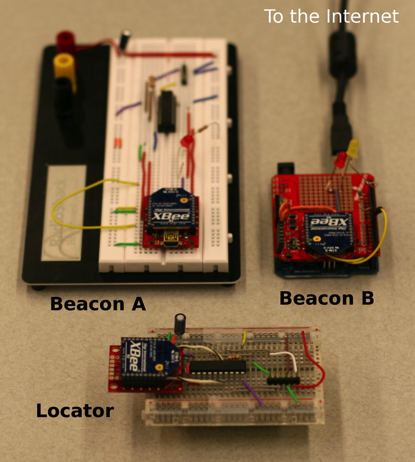 To the Internet
XBee
XBee
Beacon A
Beacon B
XBee
Locator